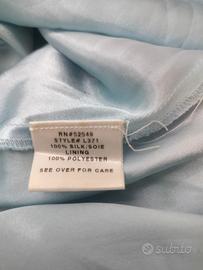 RN#52549
STYLE# L371
100% SILK/SOIE
LINING
100% POLYESTER
SEE OVER FOR CARE
subito